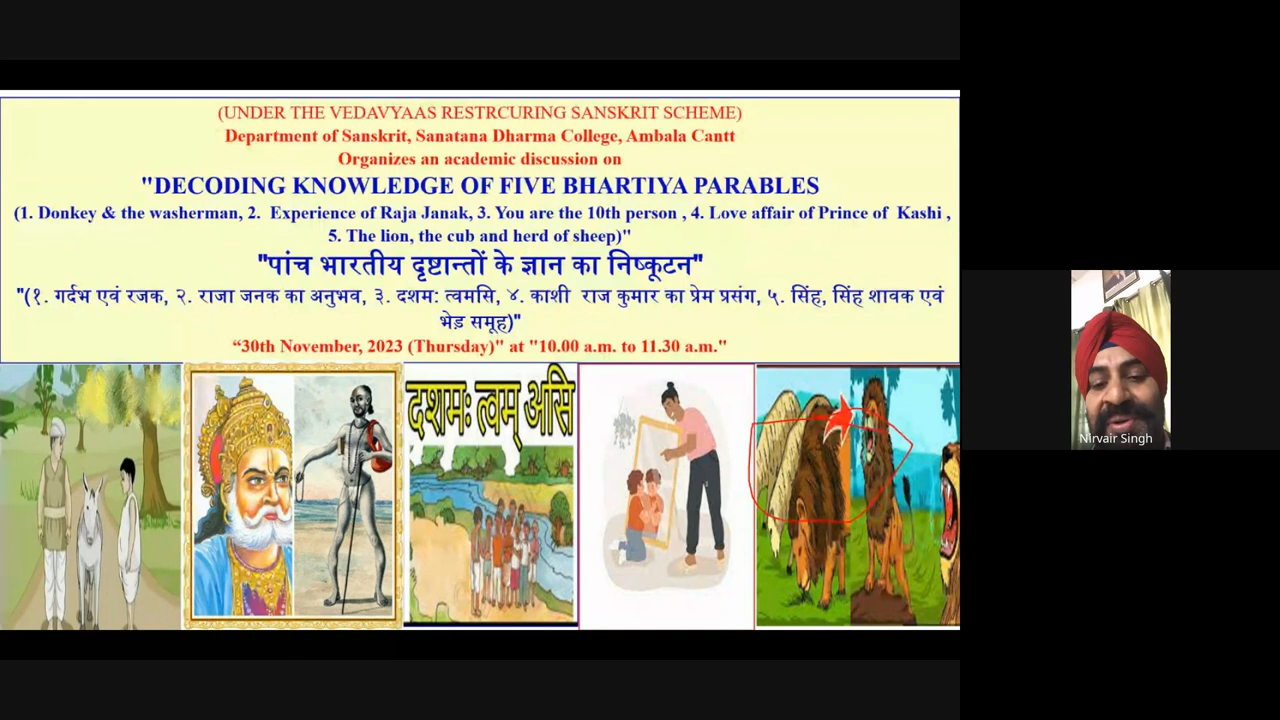 (UNDER THE VEDAVYAAS RESTRCURING SANSKRIT SCHEME)
Department of Sanskrit, Sanatana Dharma College, Ambala Cantt
Organizes an academic discussion on
"DECODING KNOWLEDGE OF FIVE BHARTIYA PARABLES
(1. Donkey & the washerman, 2. Experience of Raja Janak, 3. You are the 10th person , 4. Love affair of Prince of Kashi ,
5. The lion, the cub and herd of sheep)"
"पांच भारतीय दृष्टान्तों के ज्ञान का निष्कूटन"
"(१. गर्दभ एवं रजक, २. राजा जनक का अनुभव, ३. दशमः त्वमसि, ४. काशी राज कुमार का प्रेम प्रसंग, ५. सिंह, सिंह शावक एवं
भेड़ समूह)"
“30th November, 2023 (Thursday)" at "10.00 a.m. to 11.30 a.m."
दशमः त्वम् असि
Nirvair Singh